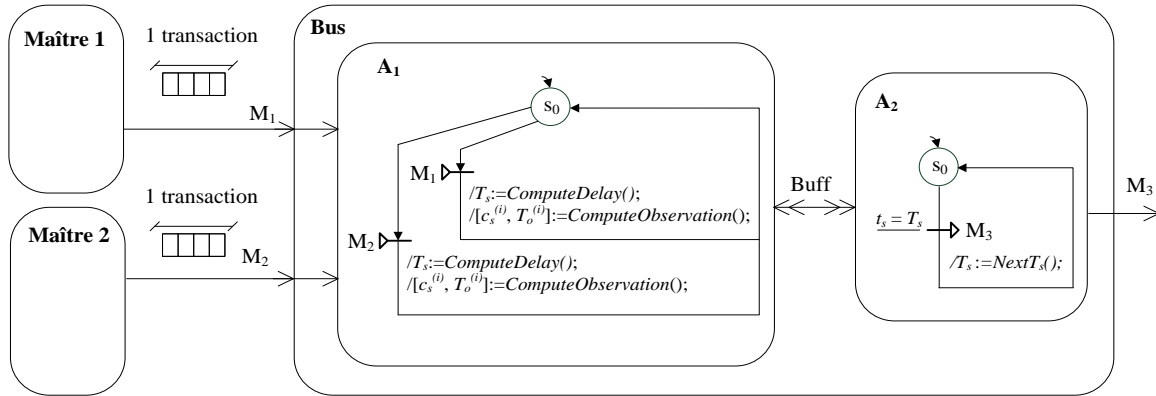 Maître 1
1 transaction
M1
Maître 2
1 transaction
M2
Bus
A1
s0
M1
/Ts:=ComputeDelay();
/[cs(i), To(i)]:=ComputeObservation();
M2
/Ts:=ComputeDelay();
/[cs(i), To(i)]:=ComputeObservation();
Buff
A2
s0
ts = Ts
M3
/Ts :=NextTs();
M3